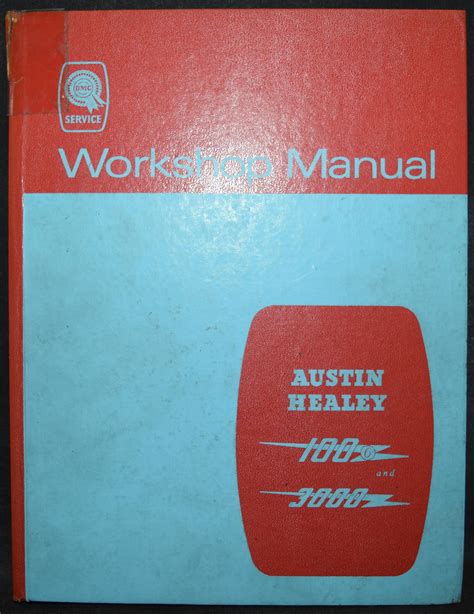 BMC
SERVICE
Workshop Manual
AUSTIN
HEALEY
100 6
and
3000